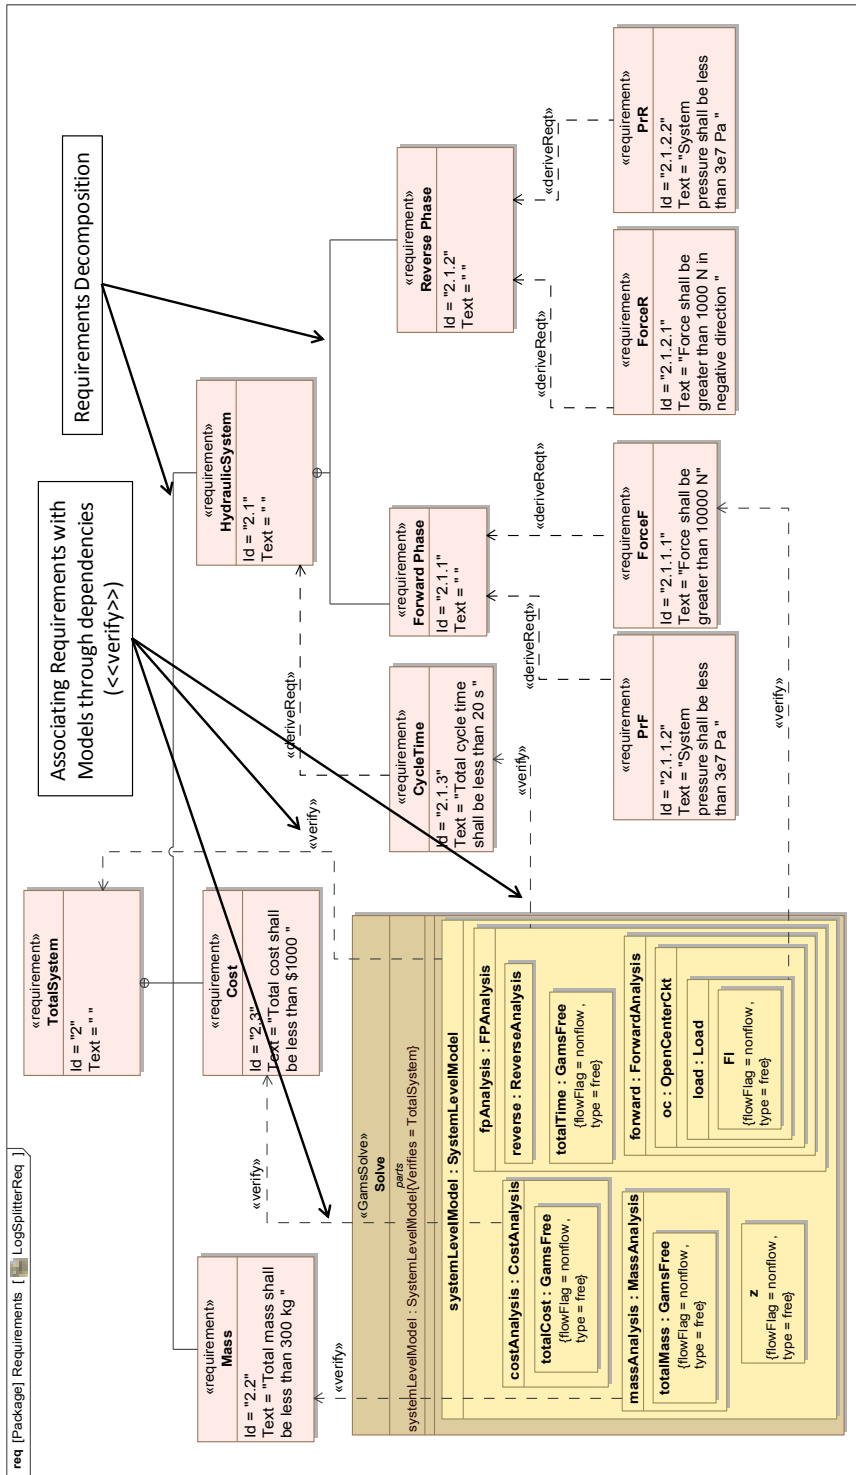 req [Package] Requirements [ LogSplitterReq ]
Requirements Decomposition
Associating Requirements with
Models through dependencies
(<<verify>>)
«requirement»
TotalSystem
Id = "2"
Text = " "
«requirement»
Mass
Id = "2.2"
Text = "Total mass shall
be less than 300 kg "
«requirement»
Cost
Id = "2.3"
Text = "Total cost shall
be less than $1000 "
«requirement»
HydraulicSystem
Id = "2.1"
Text = " "
«verify»
«verify»
«verify»
«deriveReqt»
«requirement»
CycleTime
Id = "2.1.3"
Text = "Total cycle time
shall be less than 20 s "
«requirement»
Forward Phase
Id = "2.1.1"
Text = " "
«requirement»
Reverse Phase
Id = "2.1.2"
Text = " "
«verify»
«deriveReqt»
«deriveReqt»
«deriveReqt»
«deriveReqt»
«requirement»
PrF
Id = "2.1.1.2"
Text = "System
pressure shall be less
than 3e7 Pa "
«requirement»
ForceF
Id = "2.1.1.1"
Text = "Force shall be
greater than 10000 N"
«requirement»
ForceR
Id = "2.1.2.1"
Text = "Force shall be
greater than 1000 N in
negative direction "
«requirement»
PrR
Id = "2.1.2.2"
Text = "System
pressure shall be less
than 3e7 Pa "
«verify»
«GamsSolve»
Solve
parts
systemLevelModel : SystemLevelModel{Verifies = TotalSystem}
systemLevelModel : SystemLevelModel
costAnalysis : CostAnalysis
totalCost : GamsFree
{flowFlag = nonflow ,
type = free}
massAnalysis : MassAnalysis
totalMass : GamsFree
{flowFlag = nonflow ,
type = free}
z
{flowFlag = nonflow ,
type = free}
fpAnalysis : FPAnalysis
reverse : ReverseAnalysis
totalTime : GamsFree
{flowFlag = nonflow ,
type = free}
forward : ForwardAnalysis
oc : OpenCenterCkt
load : Load
Fl
{flowFlag = nonflow ,
type = free}